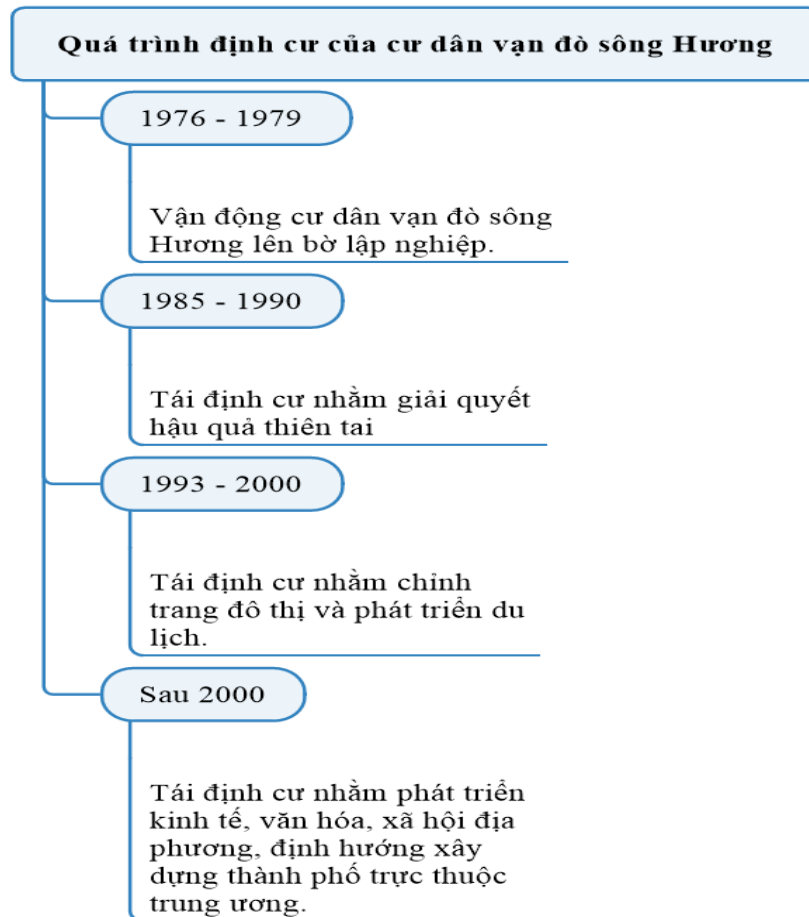 Quá trình định cư của cư dân vạn đò sông Hương
1976 - 1979
Vận động cư dân vạn đò sông
Hương lên bờ lập nghiệp.
1985 - 1990
Tái định cư nhằm giải quyết
hậu quả thiên tai
1993 - 2000
Tái định cư nhằm chỉnh
trang đô thị và phát triển du
lịch.
Sau 2000
Tái định cư nhằm phát triển
kinh tế, văn hóa, xã hội địa
phương, định hướng xây
dựng thành phố trực thuộc
trung ương.